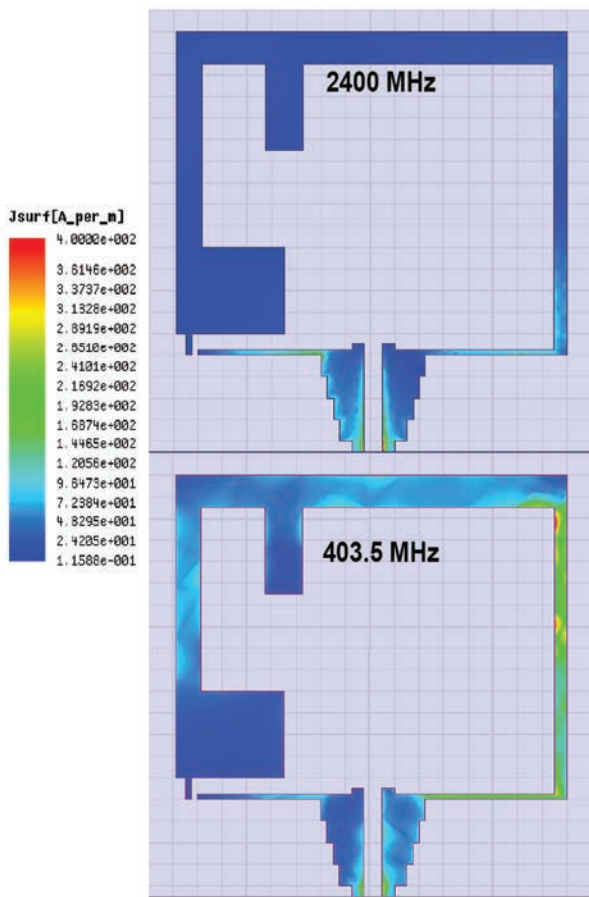 2400 MHz
Jsurf[A_per_m]
4.0000e+002
3.6146e+002
3.3737e+002
3.1328e+002
2.8919e+002
2.6510e+002
2.4101e+002
2.1692e+002
1.9283e+002
1.6874e+002
1.4465e+002
1.2056e+002
9.6473e+001
7.2384e+001
4.8295e+001
2.4205e+001
1.1588e-001
403.5 MHz